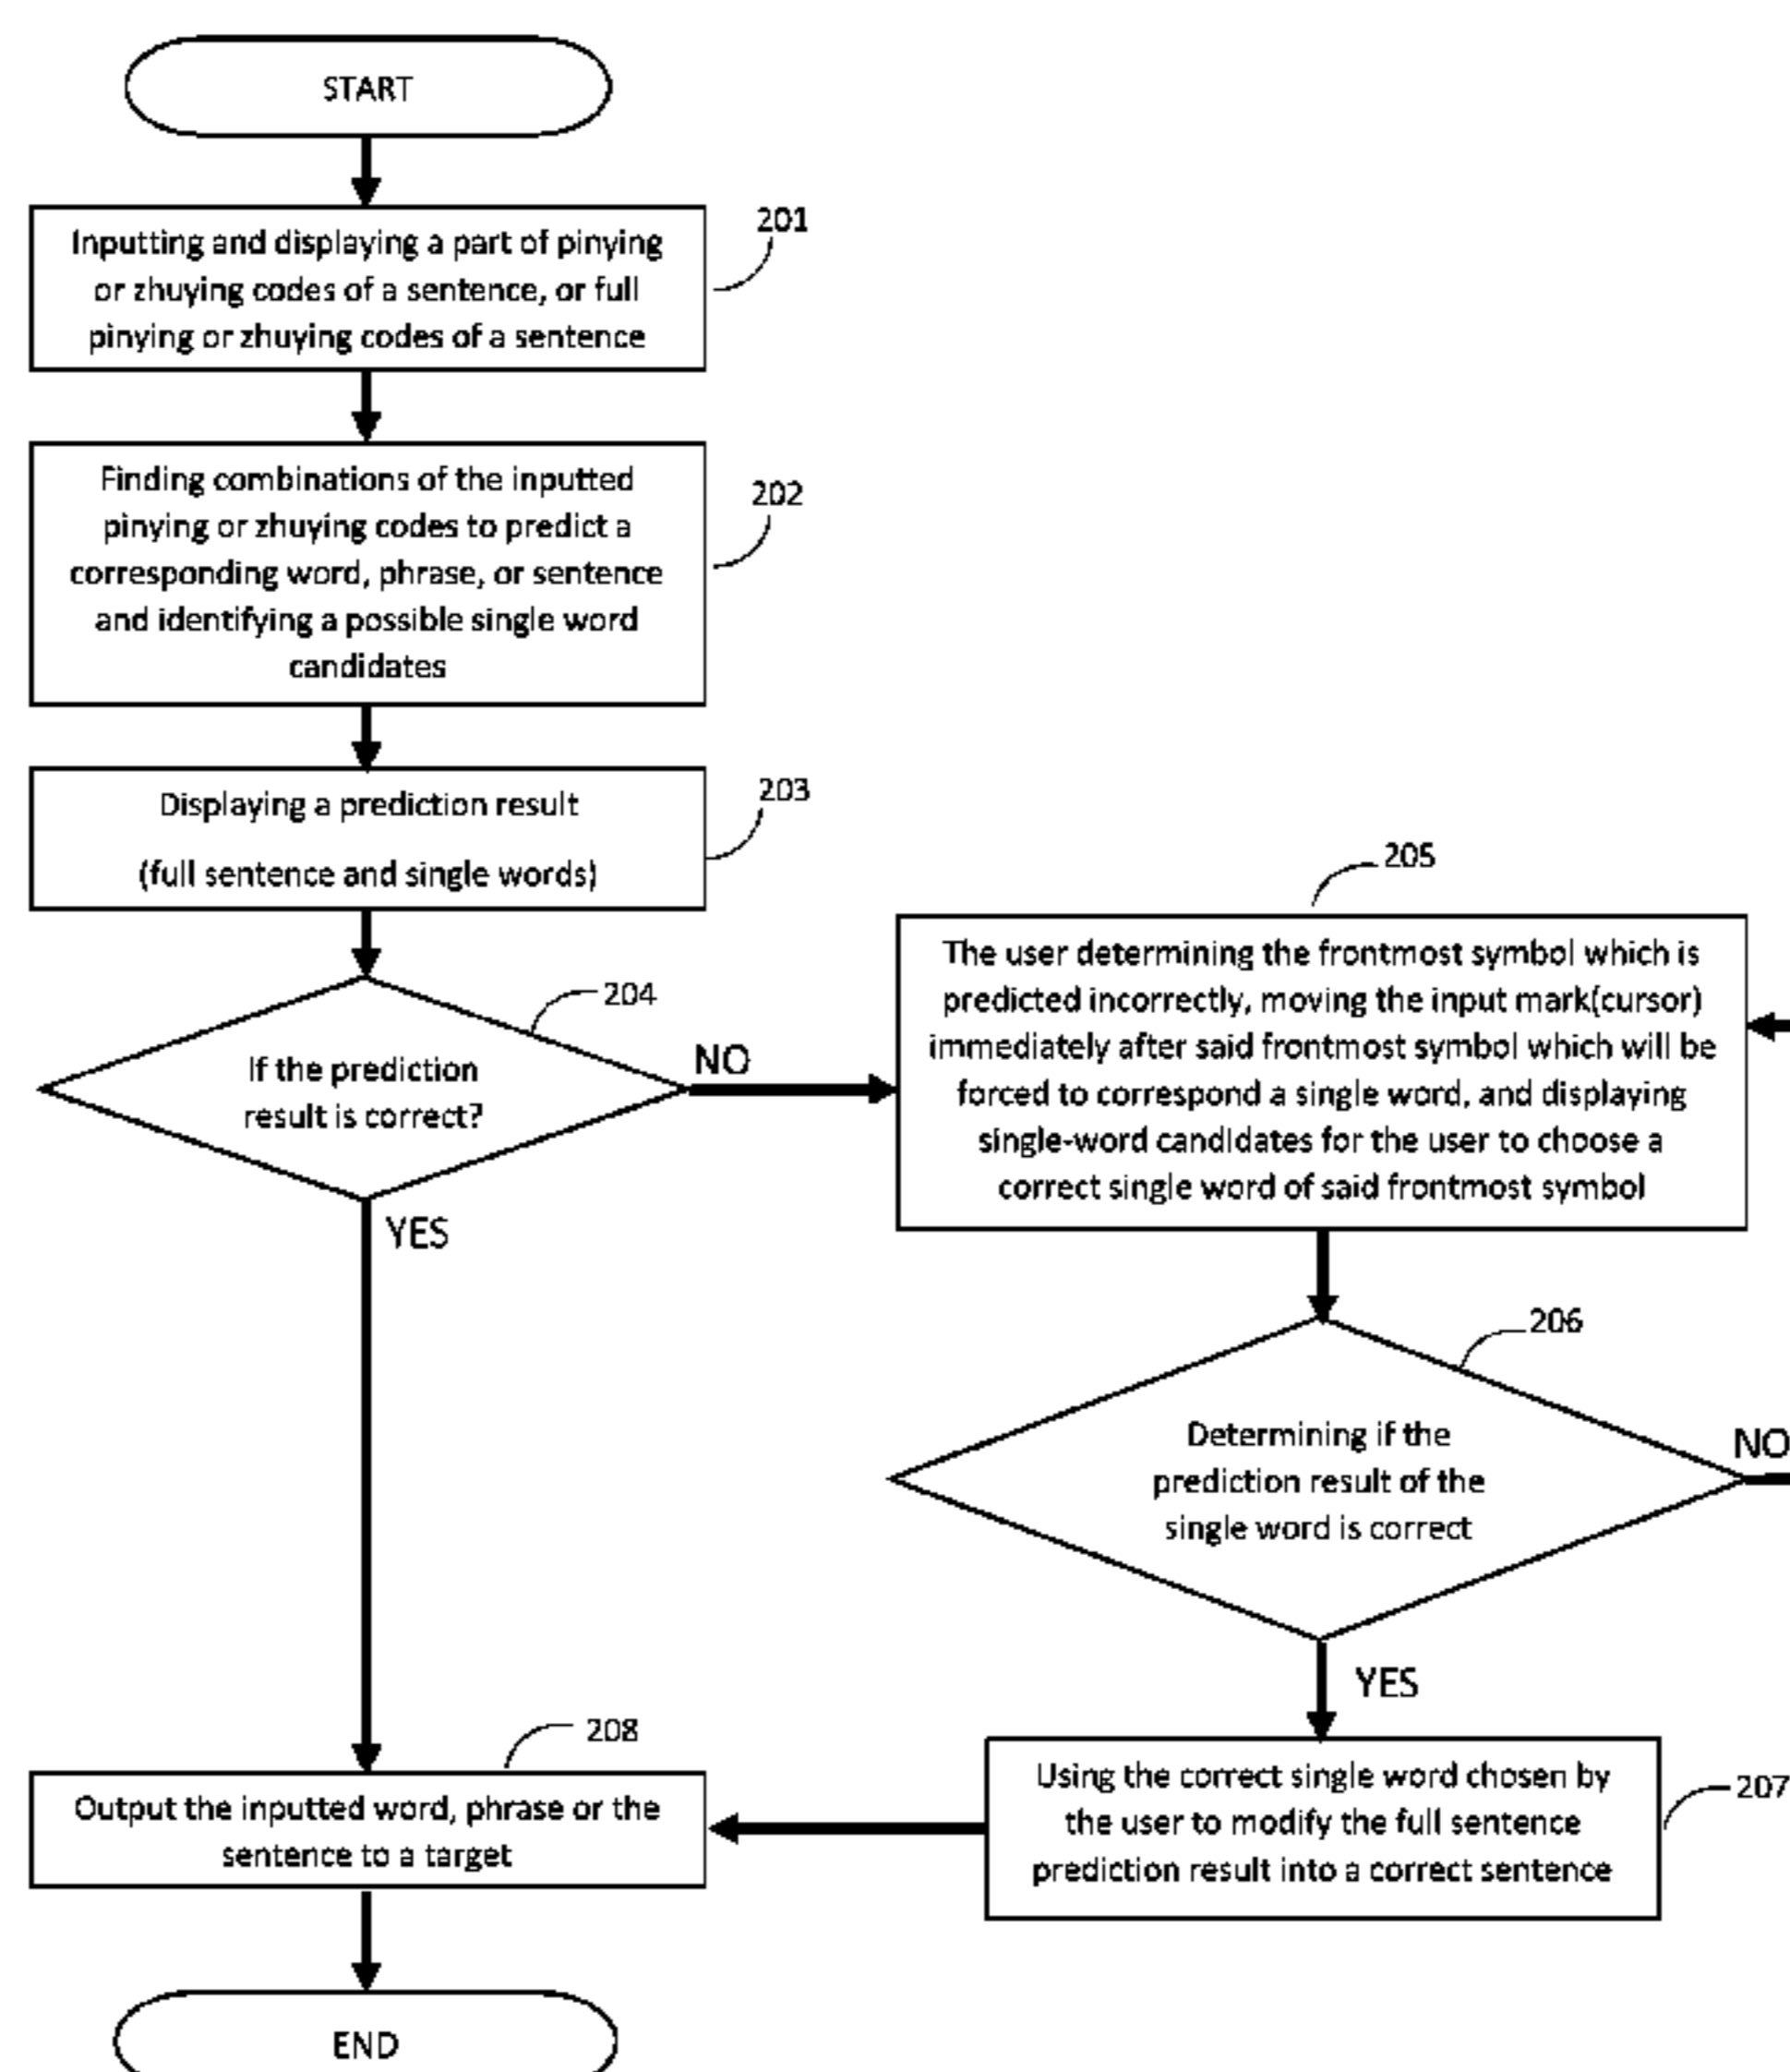 START
201
Inputting and displaying a part of pinying
or zhuying codes of a sentence, or full
pinying or zhuying codes of a sentence
202
Finding combinations of the inputted
pinying or zhuying codes to predict a
corresponding word, phrase, or sentence
and identifying a possible single word
candidates
203
Displaying a prediction result
(full sentence and single words)
204
If the prediction
result is correct?
NO
YES
205
The user determining the frontmost symbol which is
predicted incorrectly, moving the input mark(cursor)
immediately after said frontmost symbol which will be
forced to correspond a single word, and displaying
single-word candidates for the user to choose a
correct single word of said frontmost symbol
206
Determining if the
prediction result of the
single word is correct
NO
YES
207
Using the correct single word chosen by
the user to modify the full sentence
prediction result into a correct sentence
208
Output the inputted word, phrase or the
sentence to a target
END